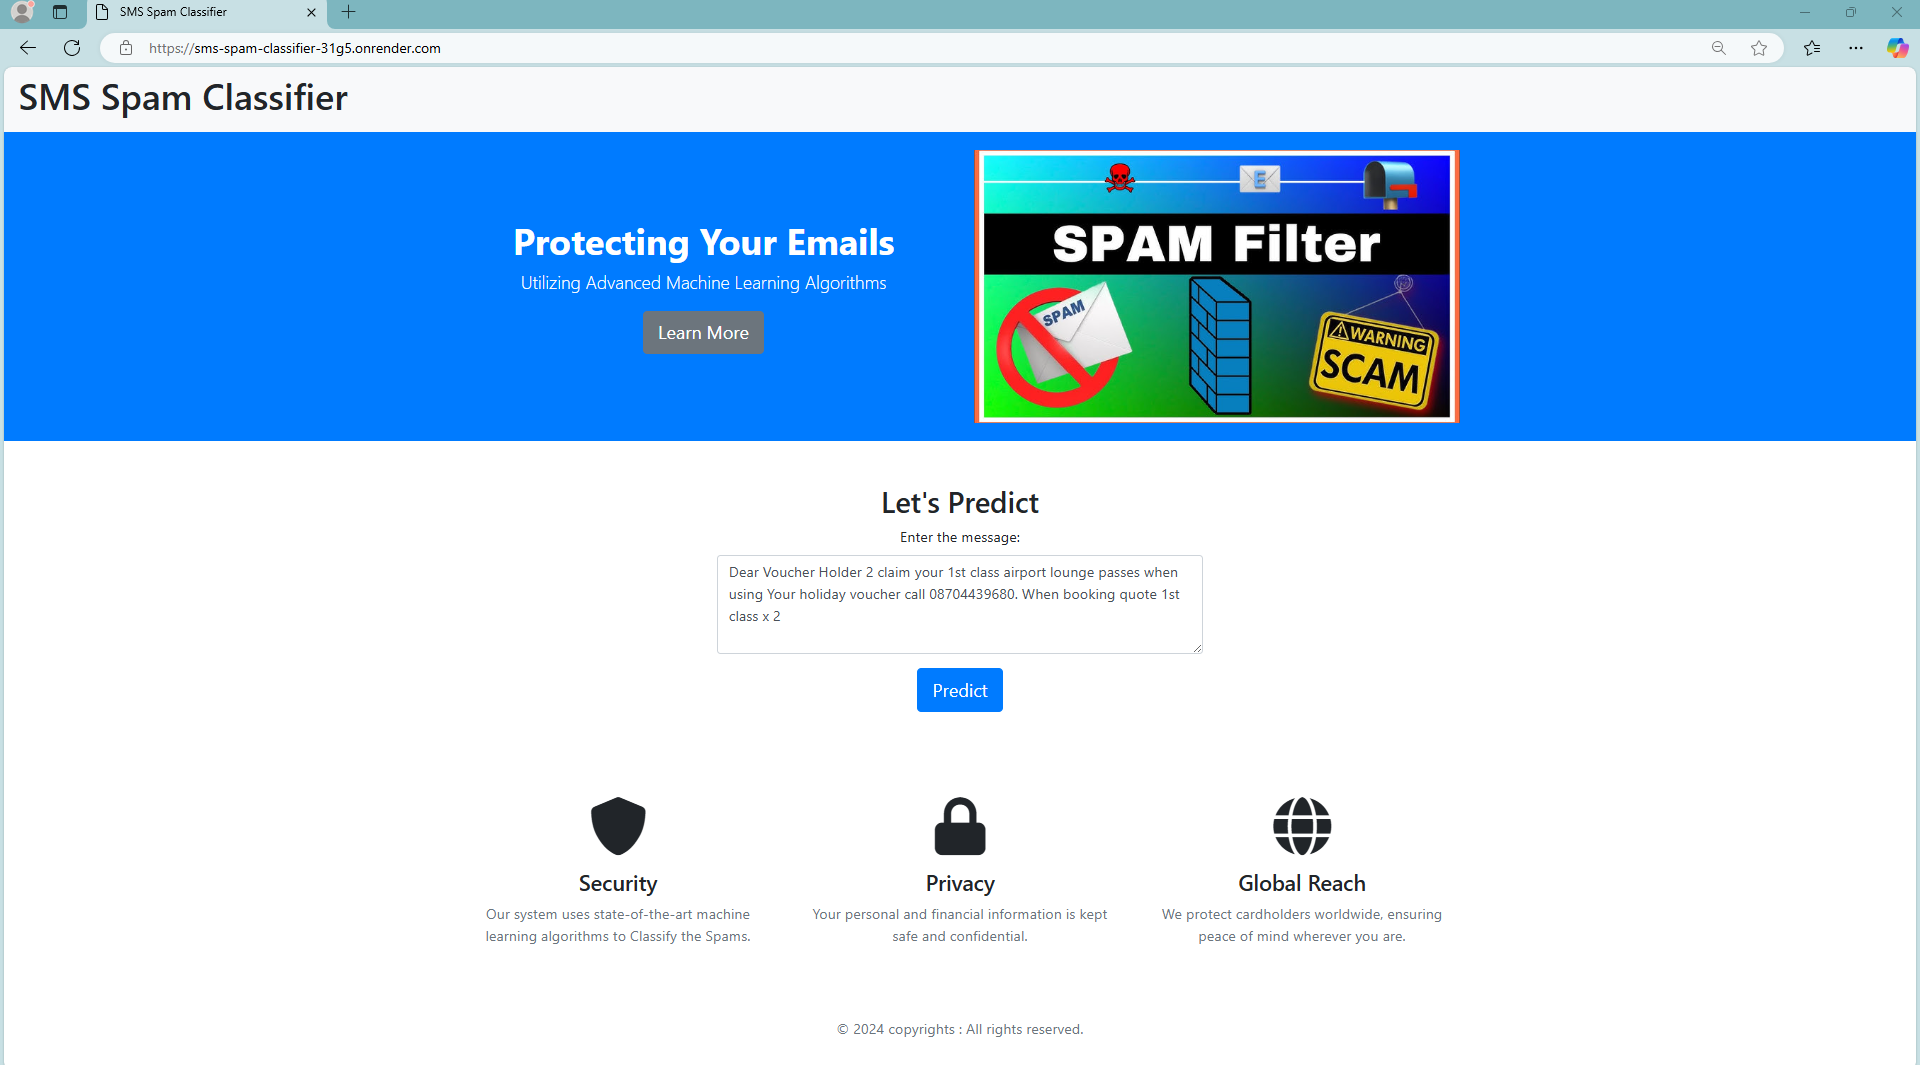 SMS Spam Classifier
https://sms-spam-classifier-31g5.onrender.com
SMS Spam Classifier
Protecting Your Emails
Utilizing Advanced Machine Learning Algorithms
Learn More
E
SPAM Filter
SPAM
WARNING
SCAM
Let's Predict
Enter the message:
Dear Voucher Holder 2 claim your 1st class airport lounge passes when
using Your holiday voucher call 08704439680. When booking quote 1st
class x 2
Predict
Security
Our system uses state-of-the-art machine
learning algorithms to Classify the Spams.
Privacy
Your personal and financial information is kept
safe and confidential.
Global Reach
We protect cardholders worldwide, ensuring
peace of mind wherever you are.
© 2024 copyrights : All rights reserved.